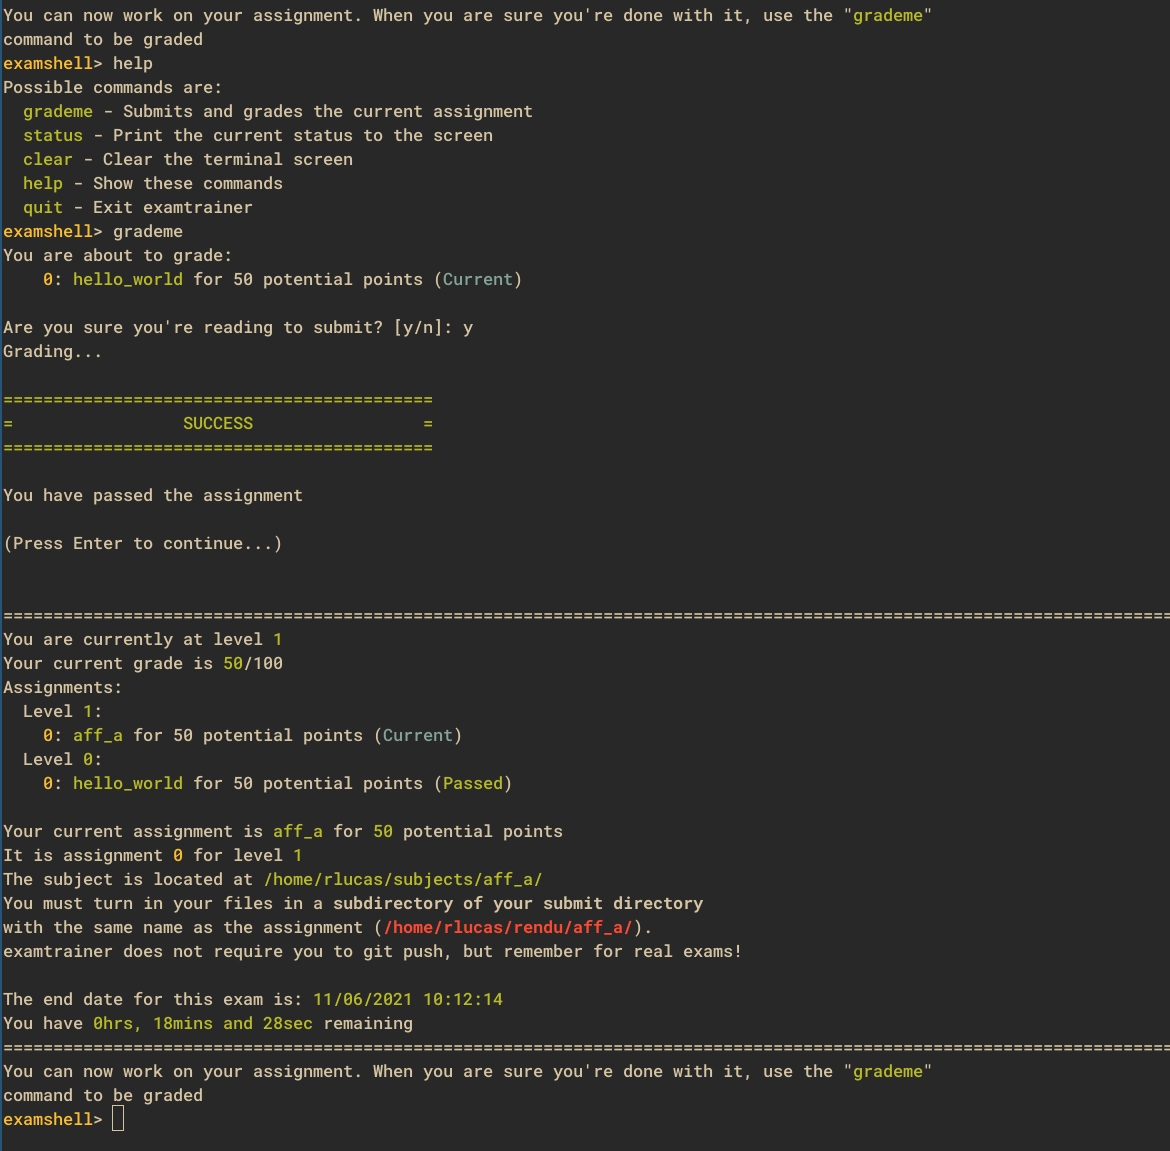 You can now work on your assignment. When you are sure you're done with it, use the "grademe"
command to be graded
examshell> help
Possible commands are:
  grademe - Submits and grades the current assignment
  status - Print the current status to the screen
  clear - Clear the terminal screen
  help - Show these commands
  quit - Exit examtrainer
examshell> grademe
You are about to grade:
    0: hello_world for 50 potential points (Current)

Are you sure you're reading to submit? [y/n]: y
Grading...

===========================================
=                 SUCCESS                 =
===========================================

You have passed the assignment

(Press Enter to continue...)


=====================================================================================================================
You are currently at level 1
Your current grade is 50/100
Assignments:
  Level 1:
    0: aff_a for 50 potential points (Current)
  Level 0:
    0: hello_world for 50 potential points (Passed)

Your current assignment is aff_a for 50 potential points
It is assignment 0 for level 1
The subject is located at /home/rlucas/subjects/aff_a/
You must turn in your files in a subdirectory of your submit directory
with the same name as the assignment (/home/rlucas/rendu/aff_a/).
examtrainer does not require you to git push, but remember for real exams!

The end date for this exam is: 11/06/2021 10:12:14
You have 0hrs, 18mins and 28sec remaining
=====================================================================================================================
You can now work on your assignment. When you are sure you're done with it, use the "grademe"
command to be graded
examshell>